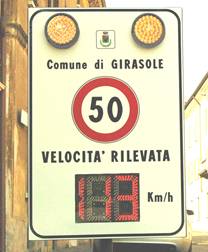 Comune di GIRASOLE
50
VELOCITA' RILEVATA
Km/h